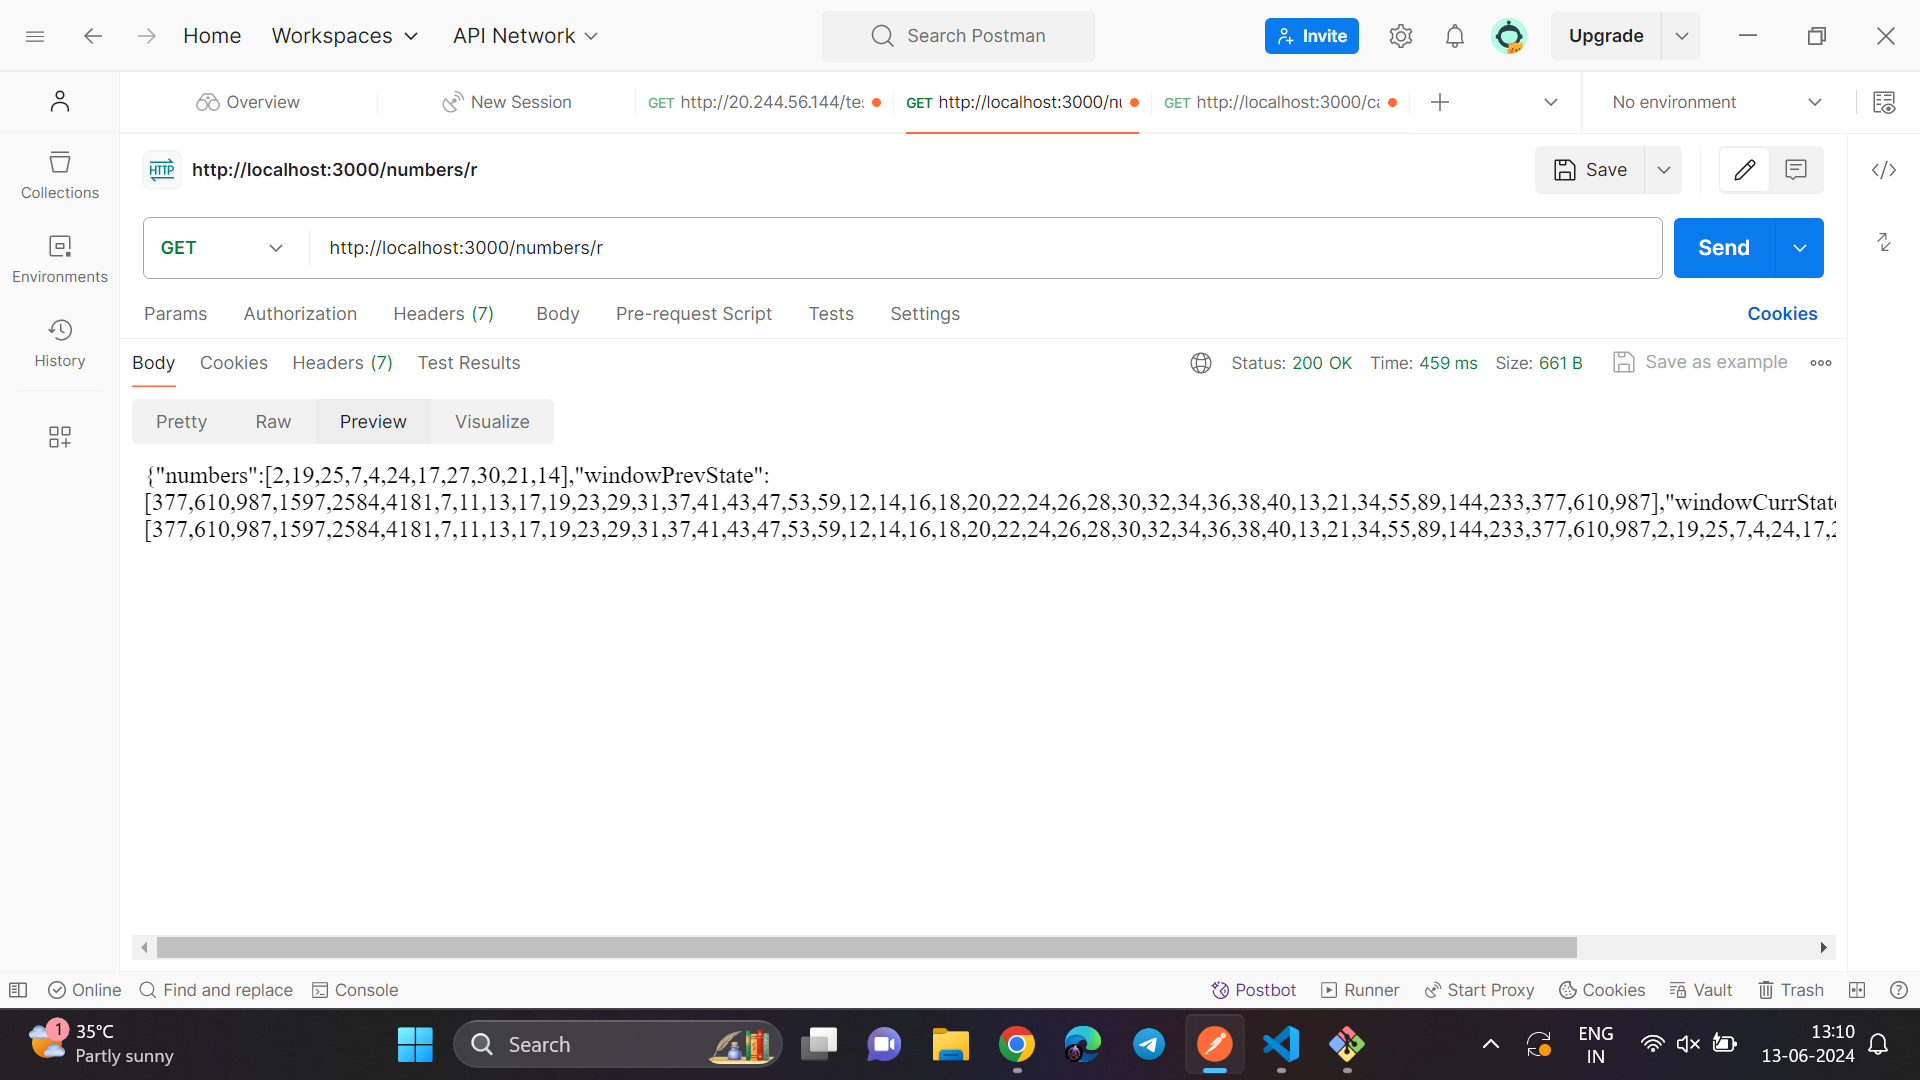 Home Workspaces API Network Search Postman Invite Upgrade
Overview New Session GET http://20.244.56.144/te GET http://localhost:3000/nu GET http://localhost:3000/ca No environment
HTTP http://localhost:3000/numbers/r Save
Collections
GET http://localhost:3000/numbers/r Send
Environments
Params Authorization Headers (7) Body Pre-request Script Tests Settings Cookies
History
Body Cookies Headers (7) Test Results Status: 200 OK Time: 459 ms Size: 661 B Save as example
Pretty Raw Preview Visualize
{"numbers":[2,19,25,7,4,24,17,27,30,21,14],"windowPrevState":
[377,610,987,1597,2584,4181,7,11,13,17,19,23,29,31,37,41,43,47,53,59,12,14,16,18,20,22,24,26,28,30,32,34,36,38,40,13,21,34,55,89,144,233,377,610,987],"windowCurrState
[377,610,987,1597,2584,4181,7,11,13,17,19,23,29,31,37,41,43,47,53,59,12,14,16,18,20,22,24,26,28,30,32,34,36,38,40,13,21,34,55,89,144,233,377,610,987,2,19,25,7,4,24,17,2
Online Find and replace Console Postbot Runner Start Proxy Cookies Vault Trash
1 35°C
Partly sunny
Search
ENG
IN
13:10
13-06-2024